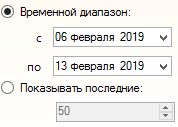 Временной диапазон:
с 06 февраля 2019
по 13 февраля 2019
Показывать последние:
50